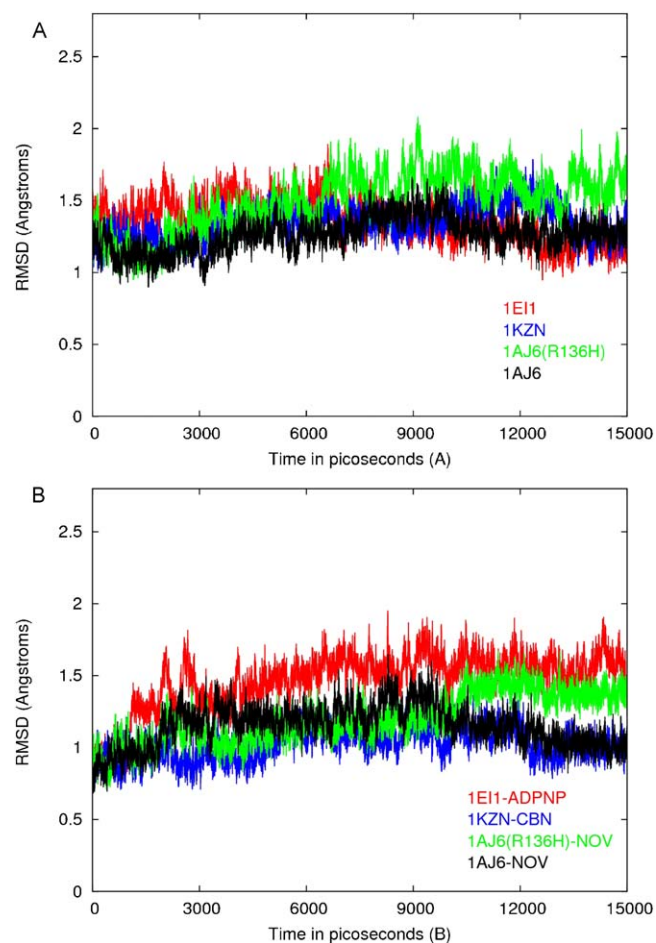 A
2.5
2
1.5
1
0.5
0
RMSD (Angstroms)
1EI1
1KZN
1AJ6(R136H)
1AJ6
0 3000 6000 9000 12000 15000
Time in picoseconds (A)
B
2.5
2
1.5
1
0.5
0
RMSD (Angstroms)
1EI1-ADPNP
1KZN-CBN
1AJ6(R136H)-NOV
1AJ6-NOV
0 3000 6000 9000 12000 15000
Time in picoseconds (B)